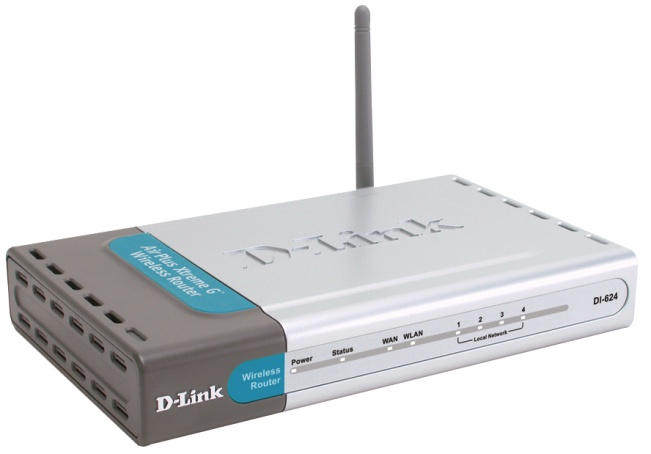 D-Link
AirPlus Xtreme G™
Wireless Router
D-Link
Wireless
Router
Power
Status
WAN
WLAN
1 2 3 4
Local Network
DI-624